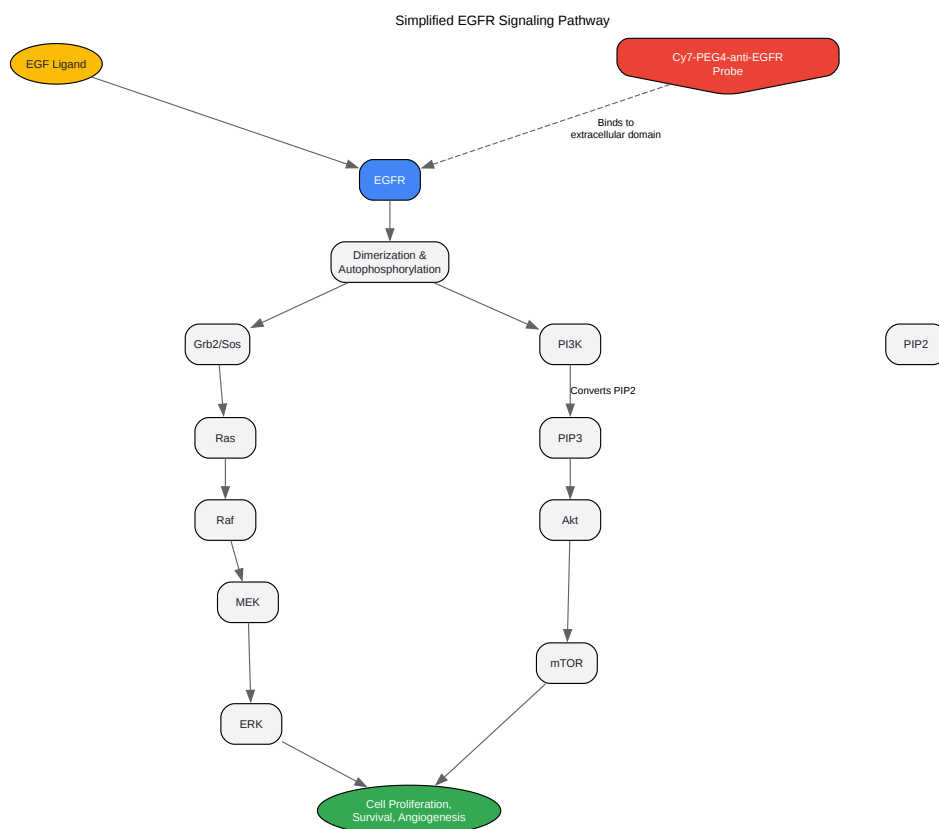 Simplified EGFR Signaling Pathway
EGF Ligand
Cy7-PEG4-anti-EGFR
Probe
Binds to
extracellular domain
EGFR
Dimerization &
Autophosphorylation
Grb2/Sos
PI3K
PIP2
Converts PIP2
Ras
PIP3
Raf
Akt
MEK
mTOR
ERK
Cell Proliferation,
Survival, Angiogenesis